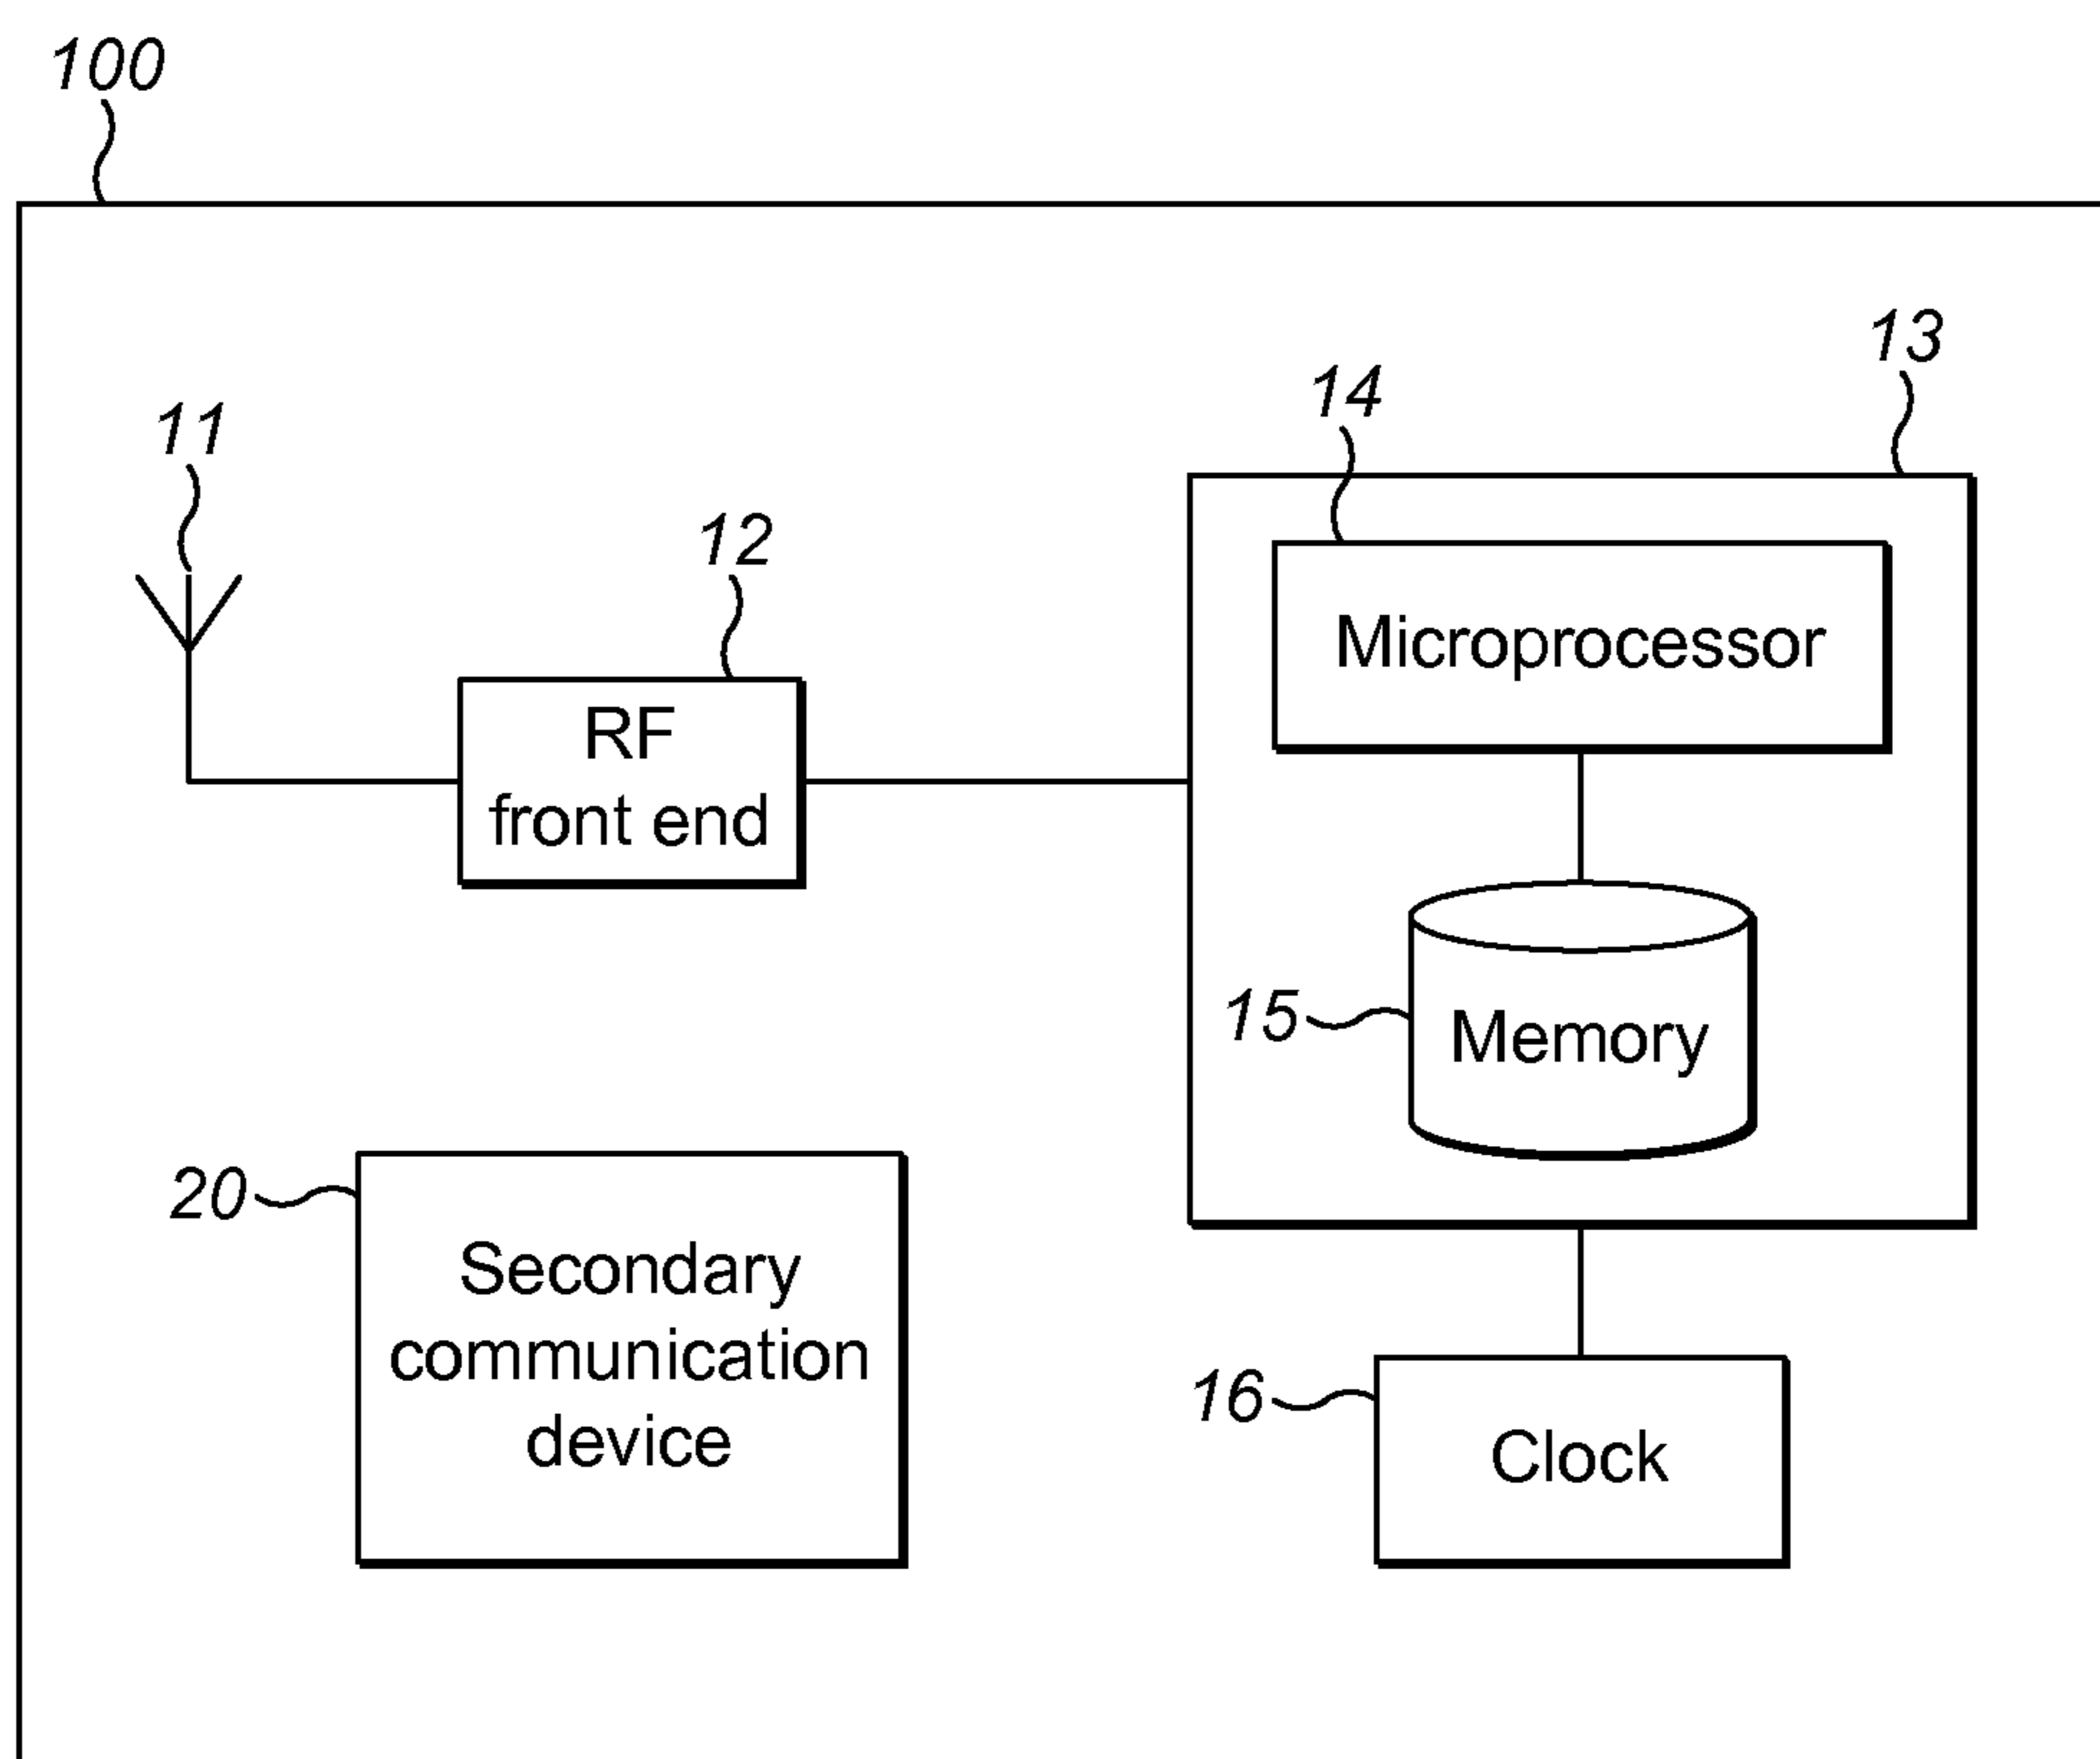 100
13
14
11
12
Microprocessor
RF
front end
15
Memory
20
Secondary
communication
device
16
Clock